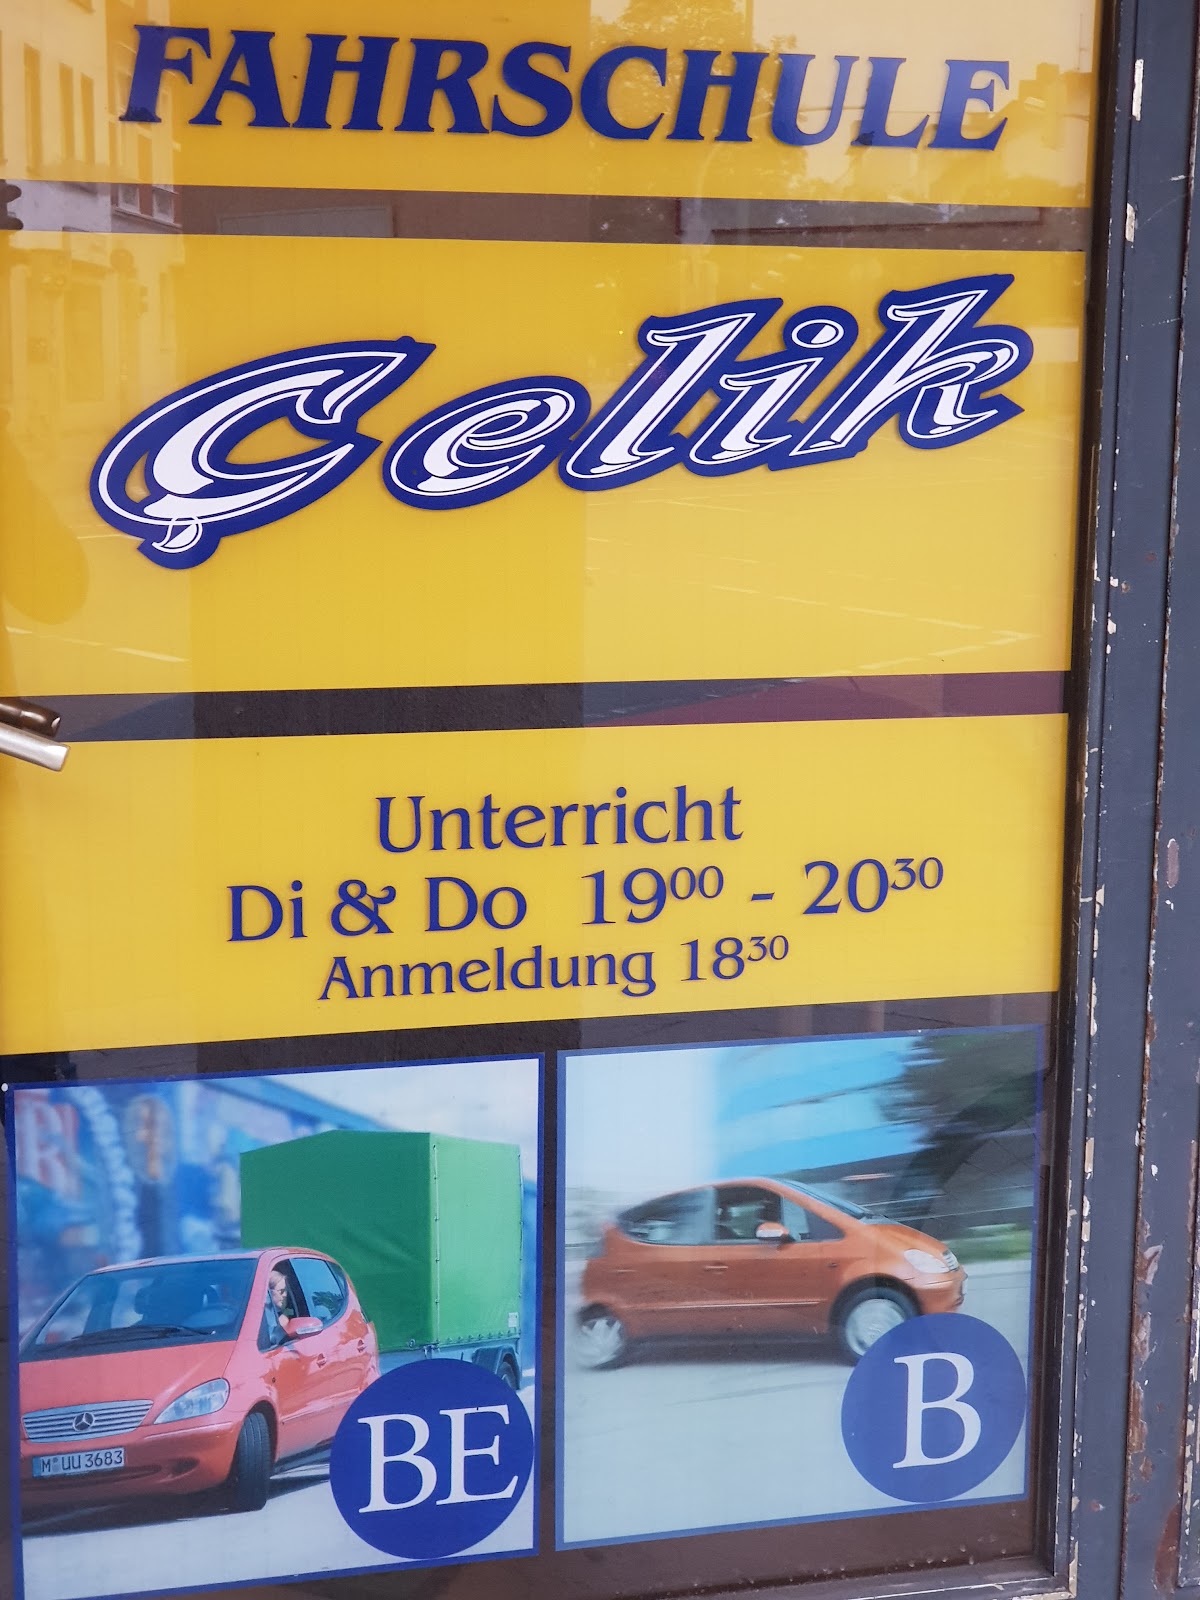 FAHRSCHULE
Çelik
Unterricht
Di & Do 19⁰⁰ - 20³⁰
Anmeldung 18³⁰
M UU 3683
BE
B